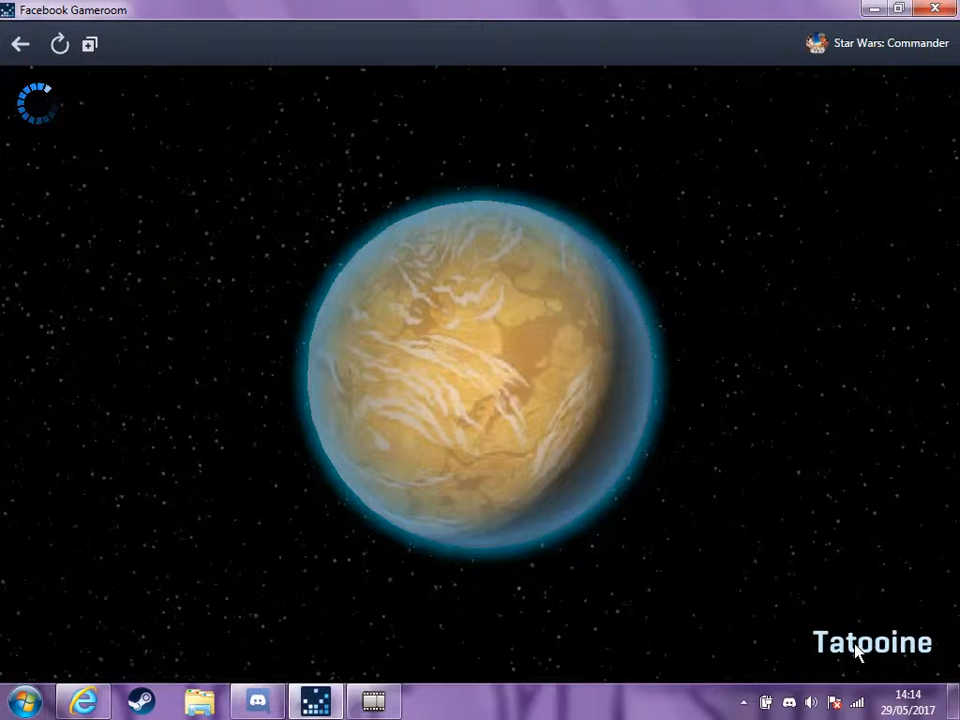 Facebook Gameroom
Star Wars: Commander
Tatooine
14:14
29/05/2017